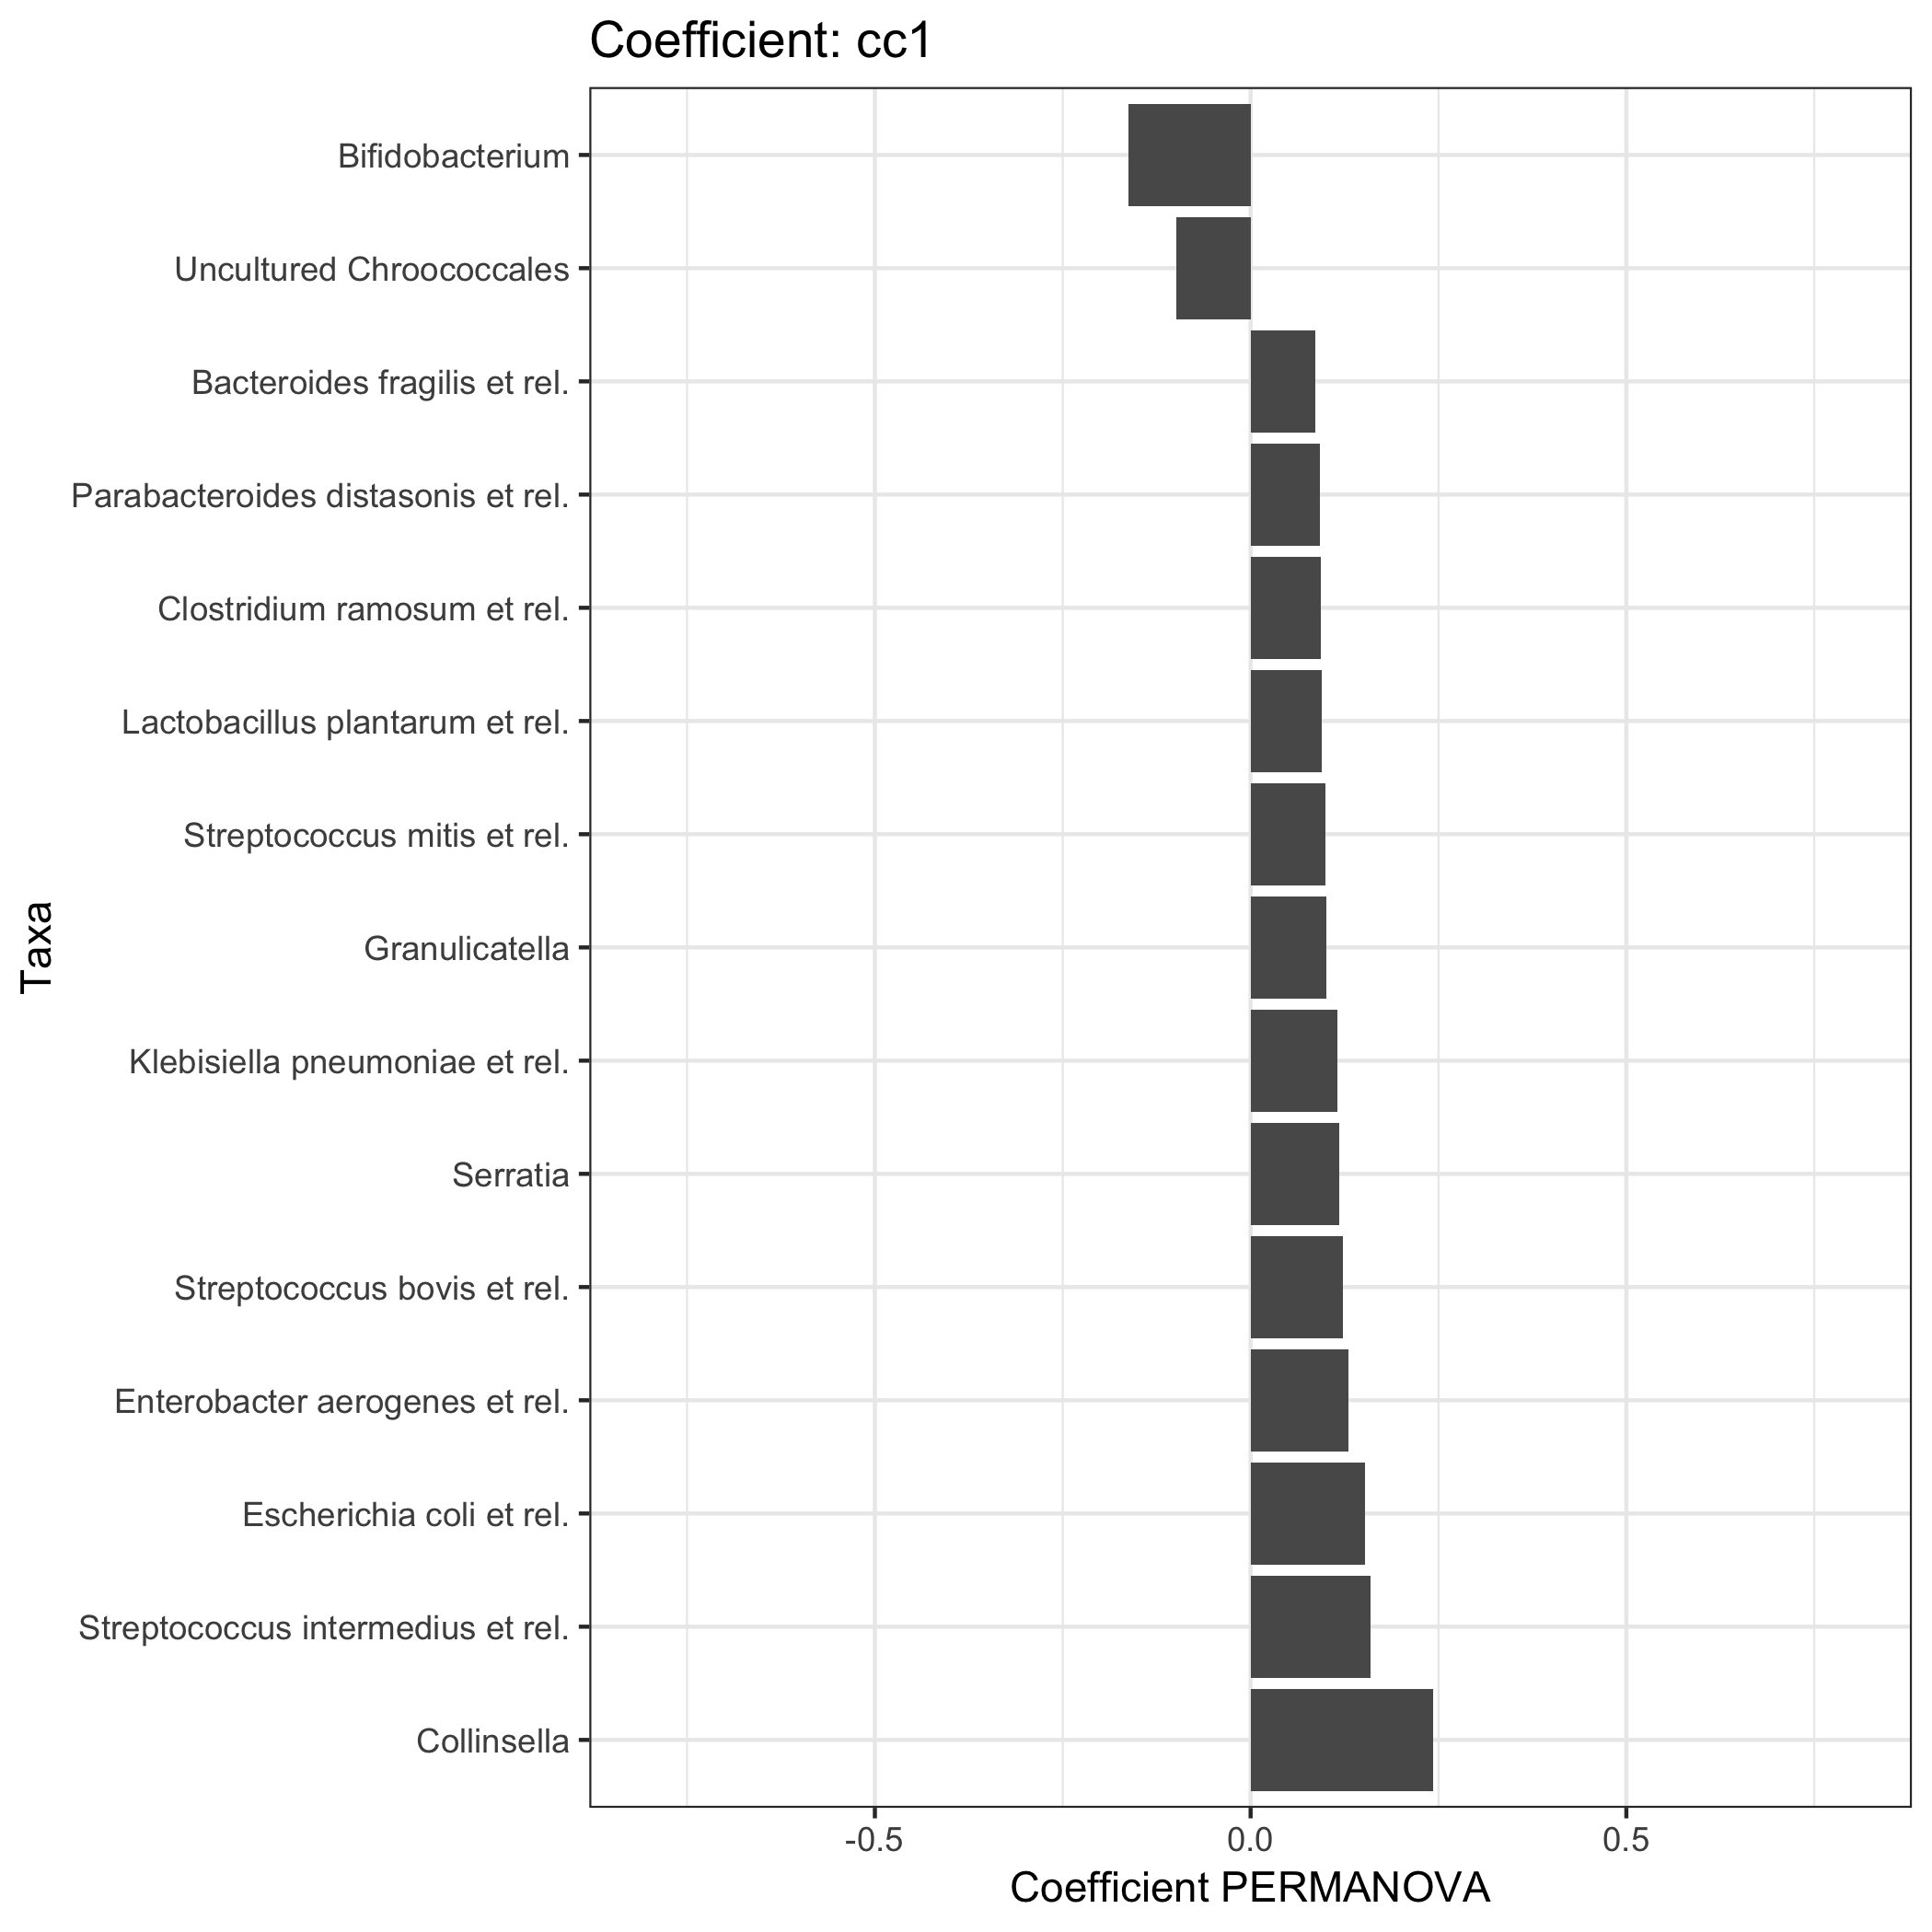 Coefficient: cc1
Bifidobacterium
Uncultured Chroococcales
Bacteroides fragilis et rel.
Parabacteroides distasonis et rel.
Clostridium ramosum et rel.
Lactobacillus plantarum et rel.
Streptococcus mitis et rel.
Granulicatella
Klebisiella pneumoniae et rel.
Serratia
Streptococcus bovis et rel.
Enterobacter aerogenes et rel.
Escherichia coli et rel.
Streptococcus intermedius et rel.
Collinsella
Taxa
-0.5 0.0 0.5
Coefficient PERMANOVA